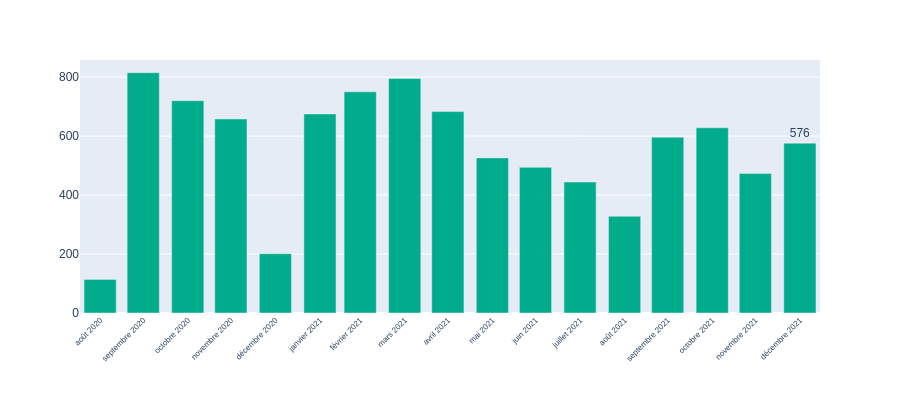 800
600
400
200
0
576
août 2020
septembre 2020
octobre 2020
novembre 2020
décembre 2020
janvier 2021
février 2021
mars 2021
avril 2021
mai 2021
juin 2021
juillet 2021
août 2021
septembre 2021
octobre 2021
novembre 2021
décembre 2021